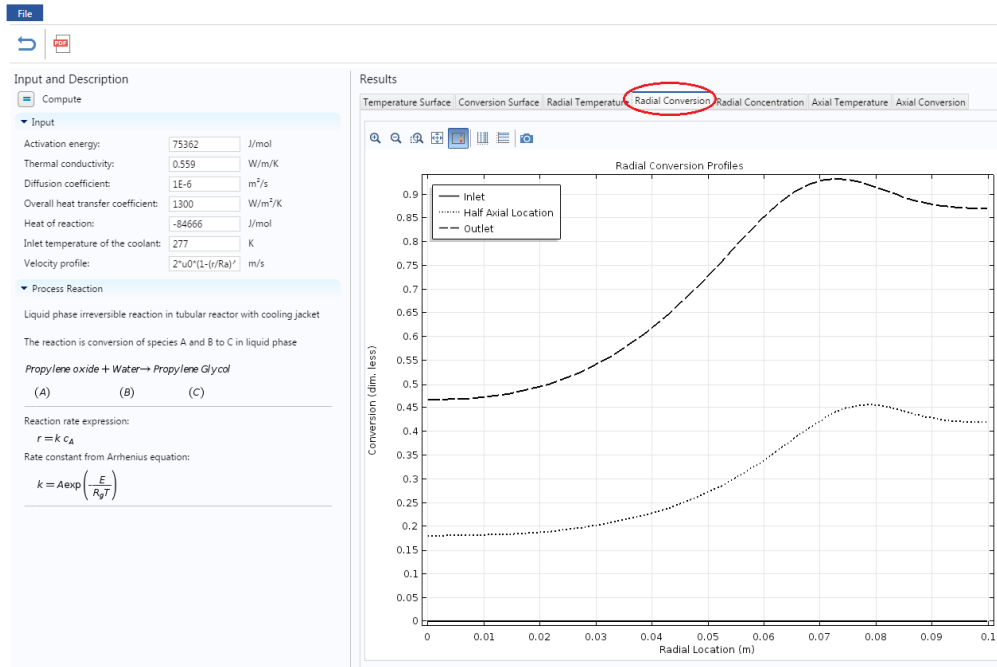 File
PDF
Input and Description
= Compute
Input
Activation energy: 75362 J/mol
Thermal conductivity: 0.559 W/m/K
Diffusion coefficient: 1E-6 m²/s
Overall heat transfer coefficient: 1300 W/m²/K
Heat of reaction: -84666 J/mol
Inlet temperature of the coolant: 277 K
Velocity profile: 2*u0*(1-(r/Ra)^ m/s
Process Reaction
Liquid phase irreversible reaction in tubular reactor with cooling jacket
The reaction is conversion of species A and B to C in liquid phase
Propylene oxide + Water→ Propylene Glycol
(A) (B) (C)
Reaction rate expression:
r = k c_A
Rate constant from Arrhenius equation:
k = A exp(-E/(R_g T))
Results
Temperature Surface Conversion Surface Radial Temperature Radial Conversion Radial Concentration Axial Temperature Axial Conversion
Radial Conversion Profiles
Inlet
Half Axial Location
Outlet
Conversion (dim. less)
0.9
0.85
0.8
0.75
0.7
0.65
0.6
0.55
0.5
0.45
0.4
0.35
0.3
0.25
0.2
0.15
0.1
0.05
0
0 0.01 0.02 0.03 0.04 0.05 0.06 0.07 0.08 0.09 0.1
Radial Location (m)